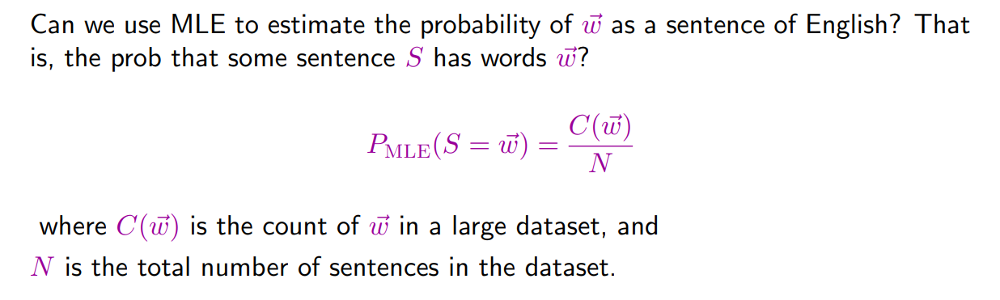 Can we use MLE to estimate the probability of $\vec{w}$ as a sentence of English? That
is, the prob that some sentence $S$ has words $\vec{w}$?
$P_{\mathrm{MLE}}(S = \vec{w}) = \frac{C(\vec{w})}{N}$
where $C(\vec{w})$ is the count of $\vec{w}$ in a large dataset, and
$N$ is the total number of sentences in the dataset.